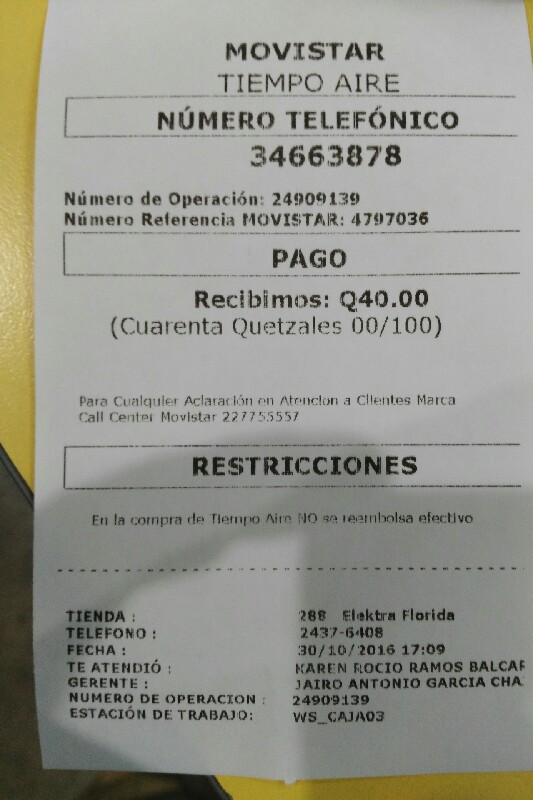 MOVISTAR
TIEMPO AIRE
NÚMERO TELEFÓNICO
34663878
Número de Operación: 24909139
Número Referencia MOVISTAR: 4797036
PAGO
Recibimos: Q40.00
(Cuarenta Quetzales 00/100)
Para Cualquier Aclaración en Atencion a Clientes Marca
Call Center Movistar 227755557
RESTRICCIONES
En la compra de Tiempo Aire NO se reembolsa efectivo
TIENDA : 288 Elektra Florida
TELEFONO : 2437-6408
FECHA : 30/10/2016 17:09
TE ATENDIÓ : KAREN ROCIO RAMOS BALCAR
GERENTE : JAIRO ANTONIO GARCIA CHA
NUMERO DE OPERACION : 24909139
ESTACIÓN DE TRABAJO: WS_CAJA03